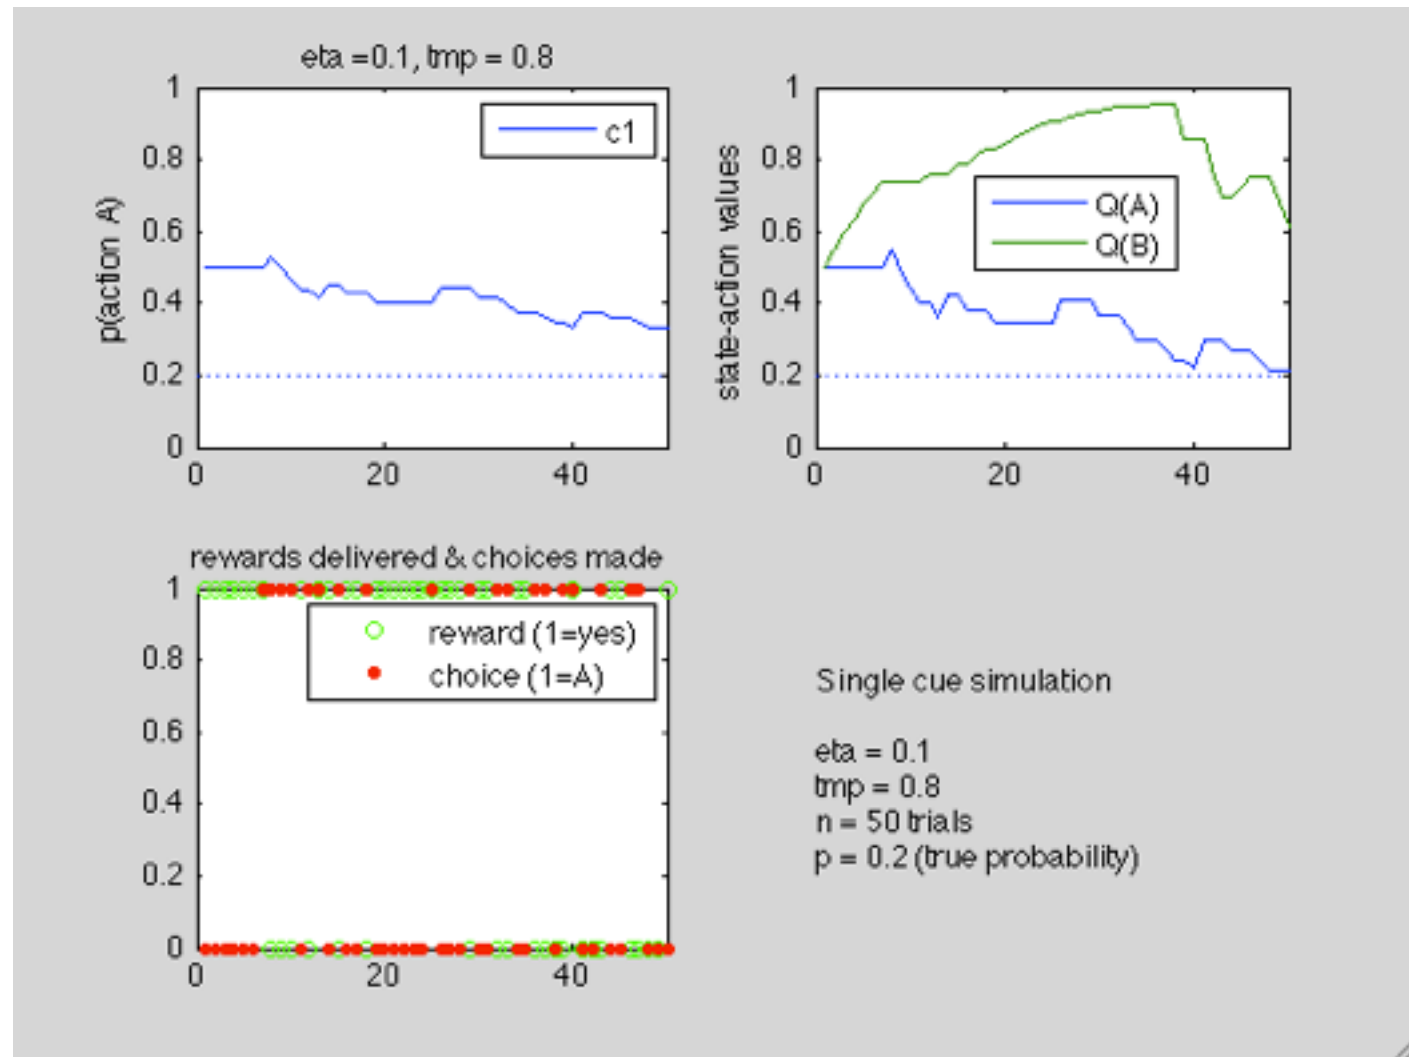 eta =0.1, tmp = 0.8
p(action A)
1
0.8
0.6
0.4
0.2
0
0
20
40
c1
state-action values
1
0.8
0.6
0.4
0.2
0
0
20
40
Q(A)
Q(B)
rewards delivered & choices made
1
0.8
0.6
0.4
0.2
0
0
20
40
reward (1=yes)
choice (1=A)
Single cue simulation
eta = 0.1
tmp = 0.8
n = 50 trials
p = 0.2 (true probability)